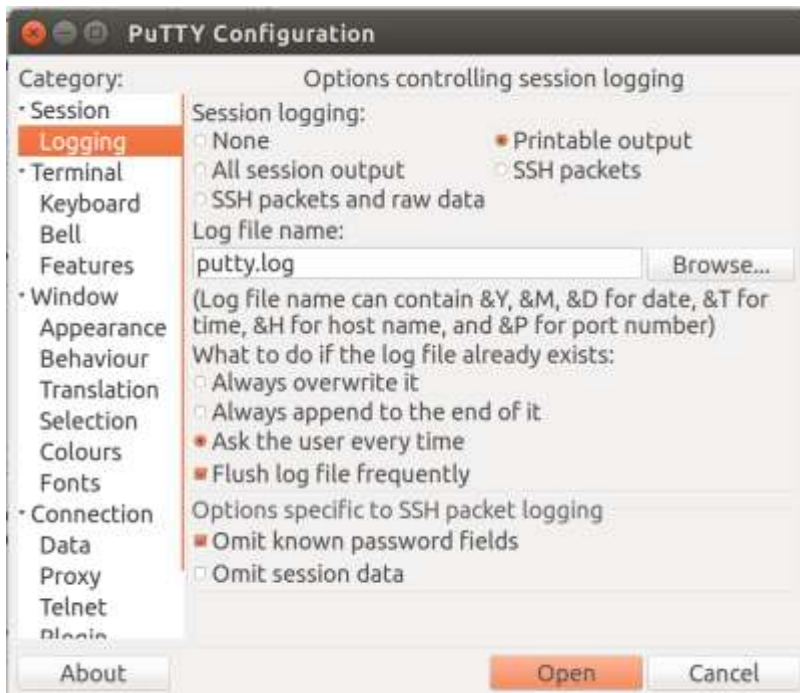 PuTTY Configuration
Category:
Session
Logging
Terminal
Keyboard
Bell
Features
Window
Appearance
Behaviour
Translation
Selection
Colours
Fonts
Connection
Data
Proxy
Telnet
Options controlling session logging
Session logging:
None
Printable output
All session output
SSH packets
SSH packets and raw data
Log file name:
putty.log
Browse...
(Log file name can contain &Y, &M, &D for date, &T for
time, &H for host name, and &P for port number)
What to do if the log file already exists:
Always overwrite it
Always append to the end of it
Ask the user every time
Flush log file frequently
Options specific to SSH packet logging
Omit known password fields
Omit session data
About
Open
Cancel